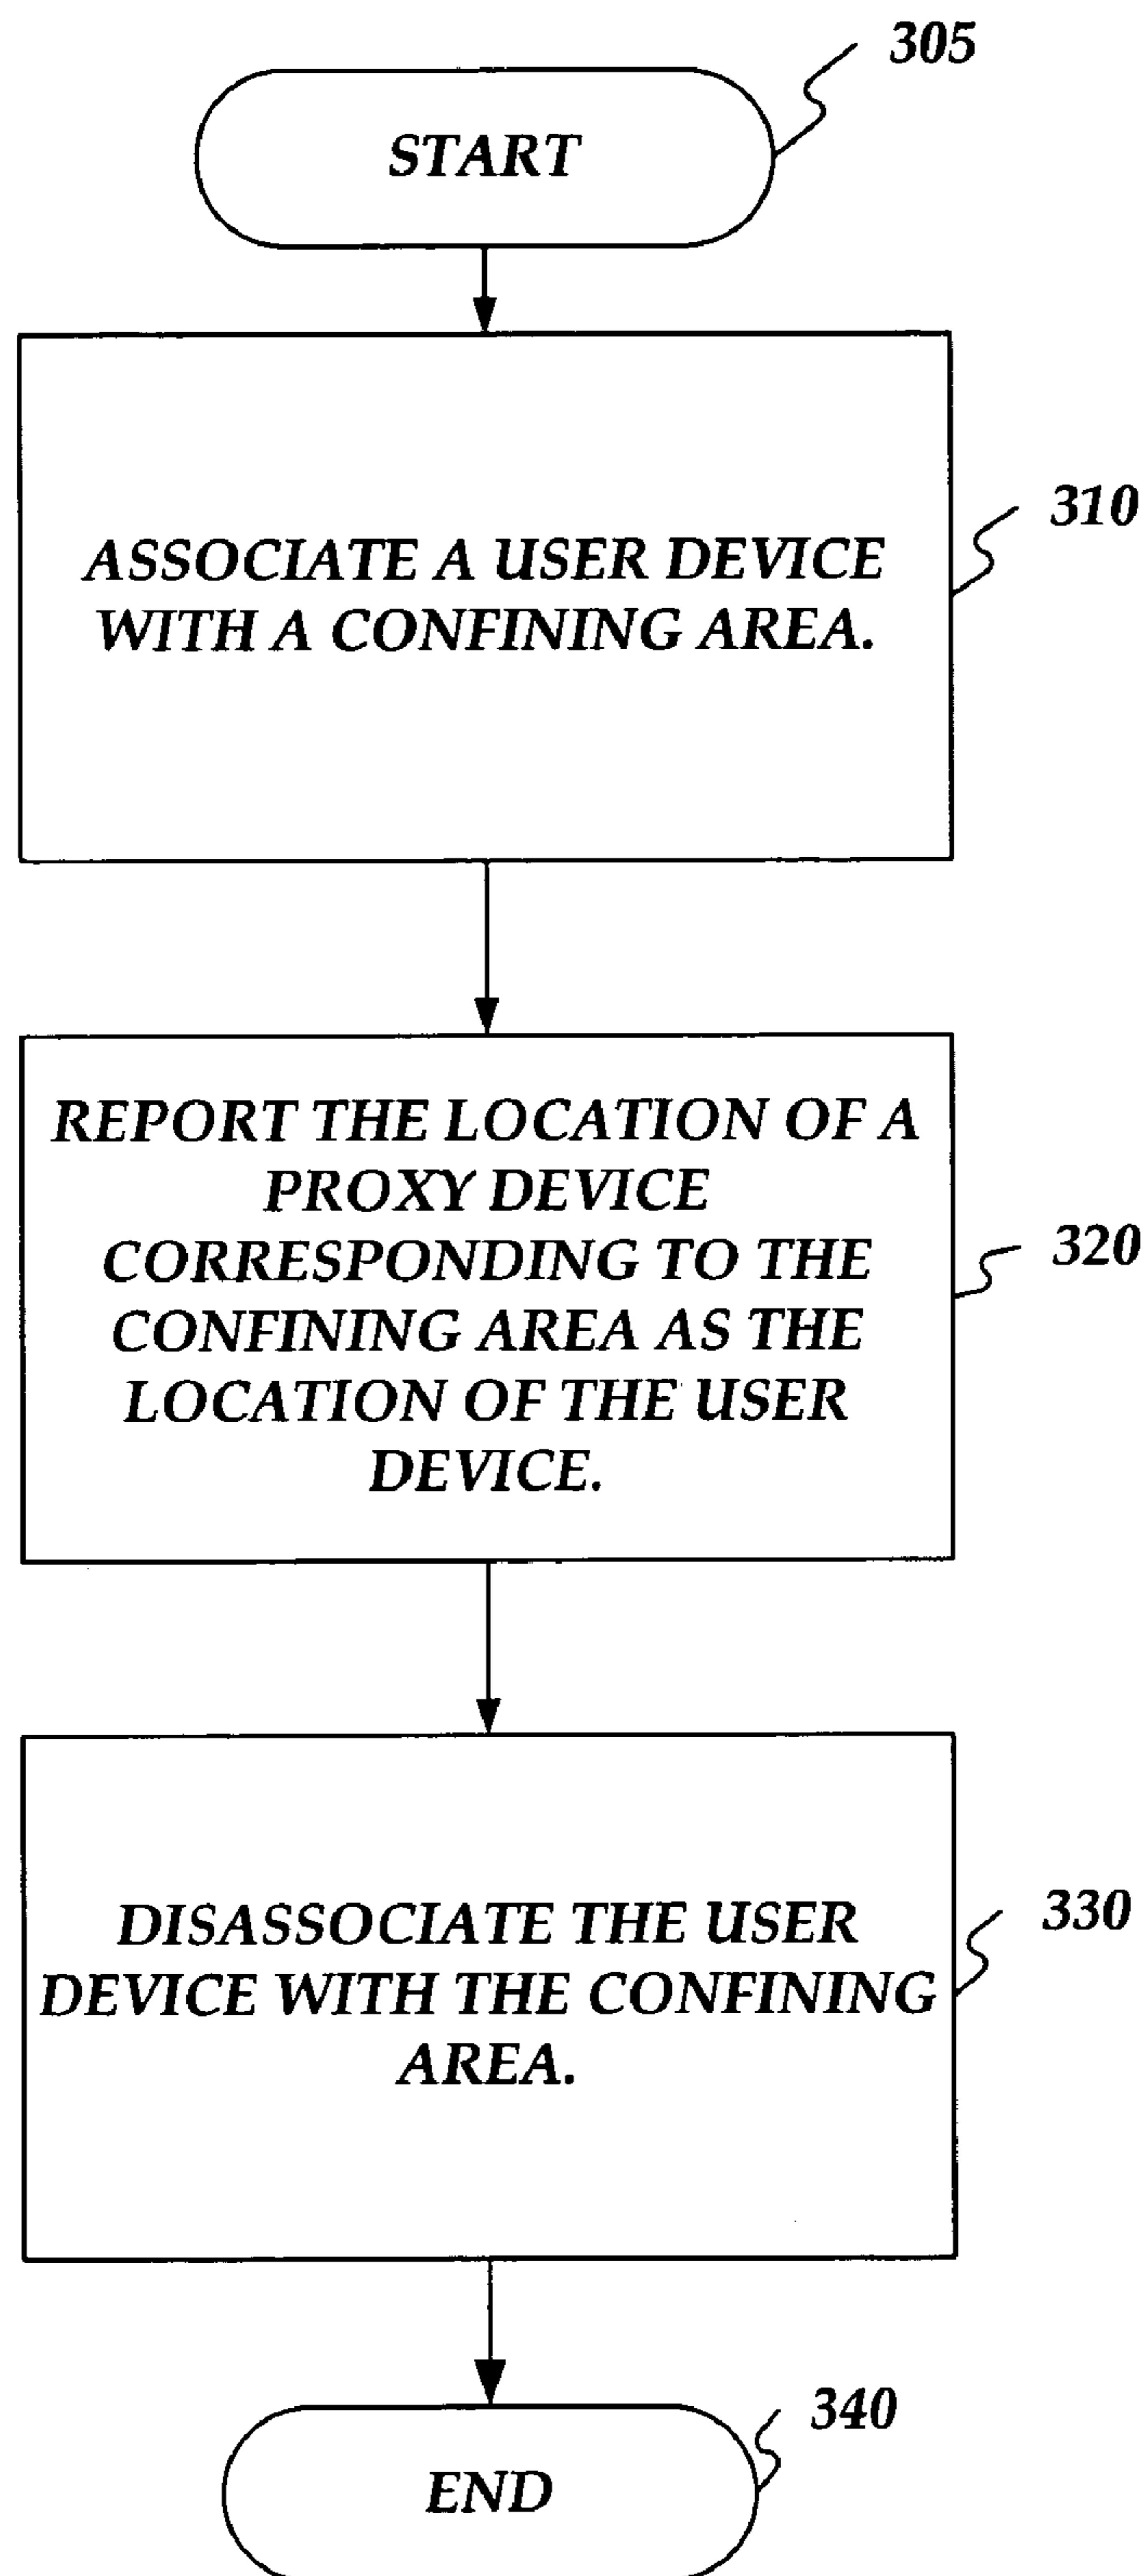 305
START
310
ASSOCIATE A USER DEVICE
WITH A CONFINING AREA.
REPORT THE LOCATION OF A
PROXY DEVICE
CORRESPONDING TO THE
CONFINING AREA AS THE
LOCATION OF THE USER
DEVICE.
320
DISASSOCIATE THE USER
DEVICE WITH THE CONFINING
AREA.
330
340
END